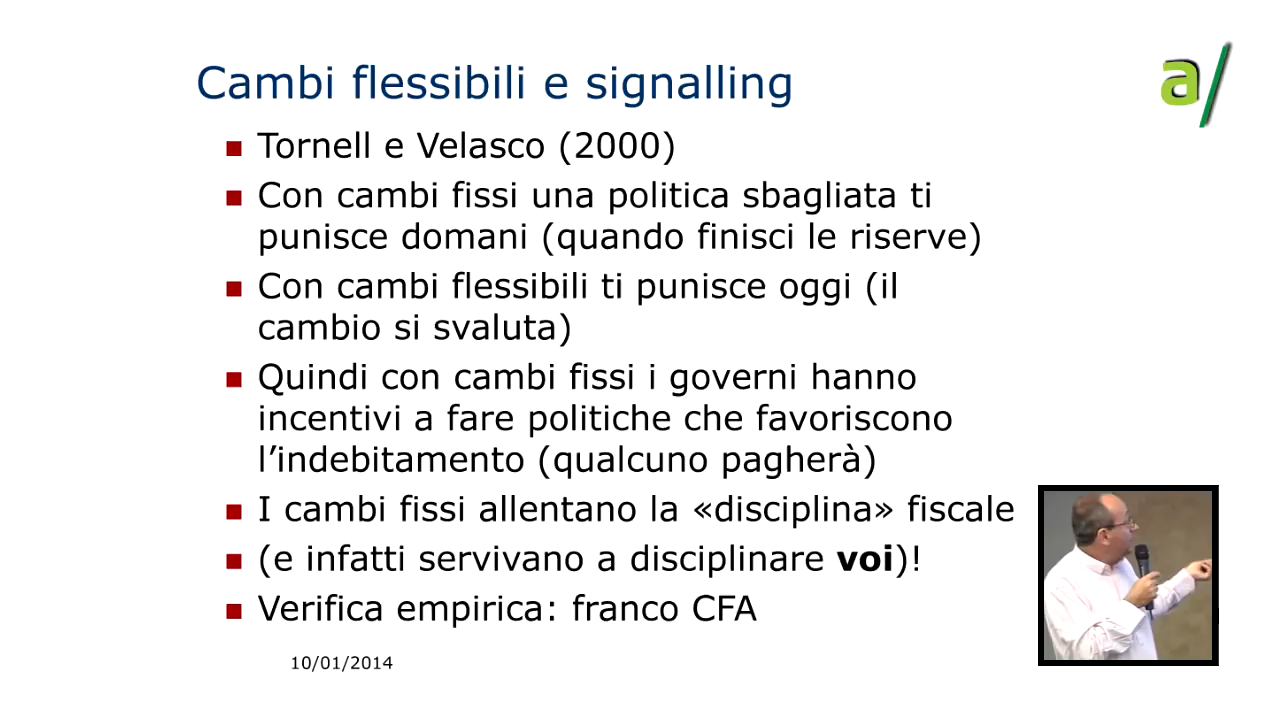 Cambi flessibili e signalling
a/
Tornell e Velasco (2000)
Con cambi fissi una politica sbagliata ti
punisce domani (quando finisci le riserve)
Con cambi flessibili ti punisce oggi (il
cambio si svaluta)
Quindi con cambi fissi i governi hanno
incentivi a fare politiche che favoriscono
l’indebitamento (qualcuno pagherà)
I cambi fissi allentano la «disciplina» fiscale
(e infatti servivano a disciplinare voi)!
Verifica empirica: franco CFA
10/01/2014